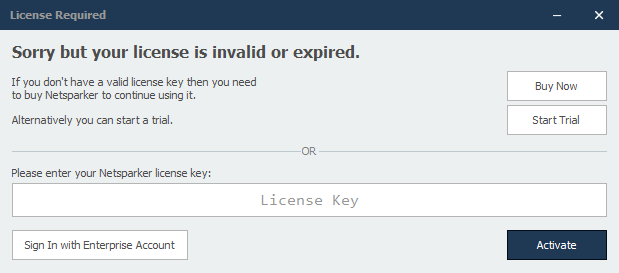 License Required
Sorry but your license is invalid or expired.
If you don't have a valid license key then you need
to buy Netsparker to continue using it.
Buy Now
Alternatively you can start a trial.
Start Trial
OR
Please enter your Netsparker license key:
License Key
Sign In with Enterprise Account
Activate